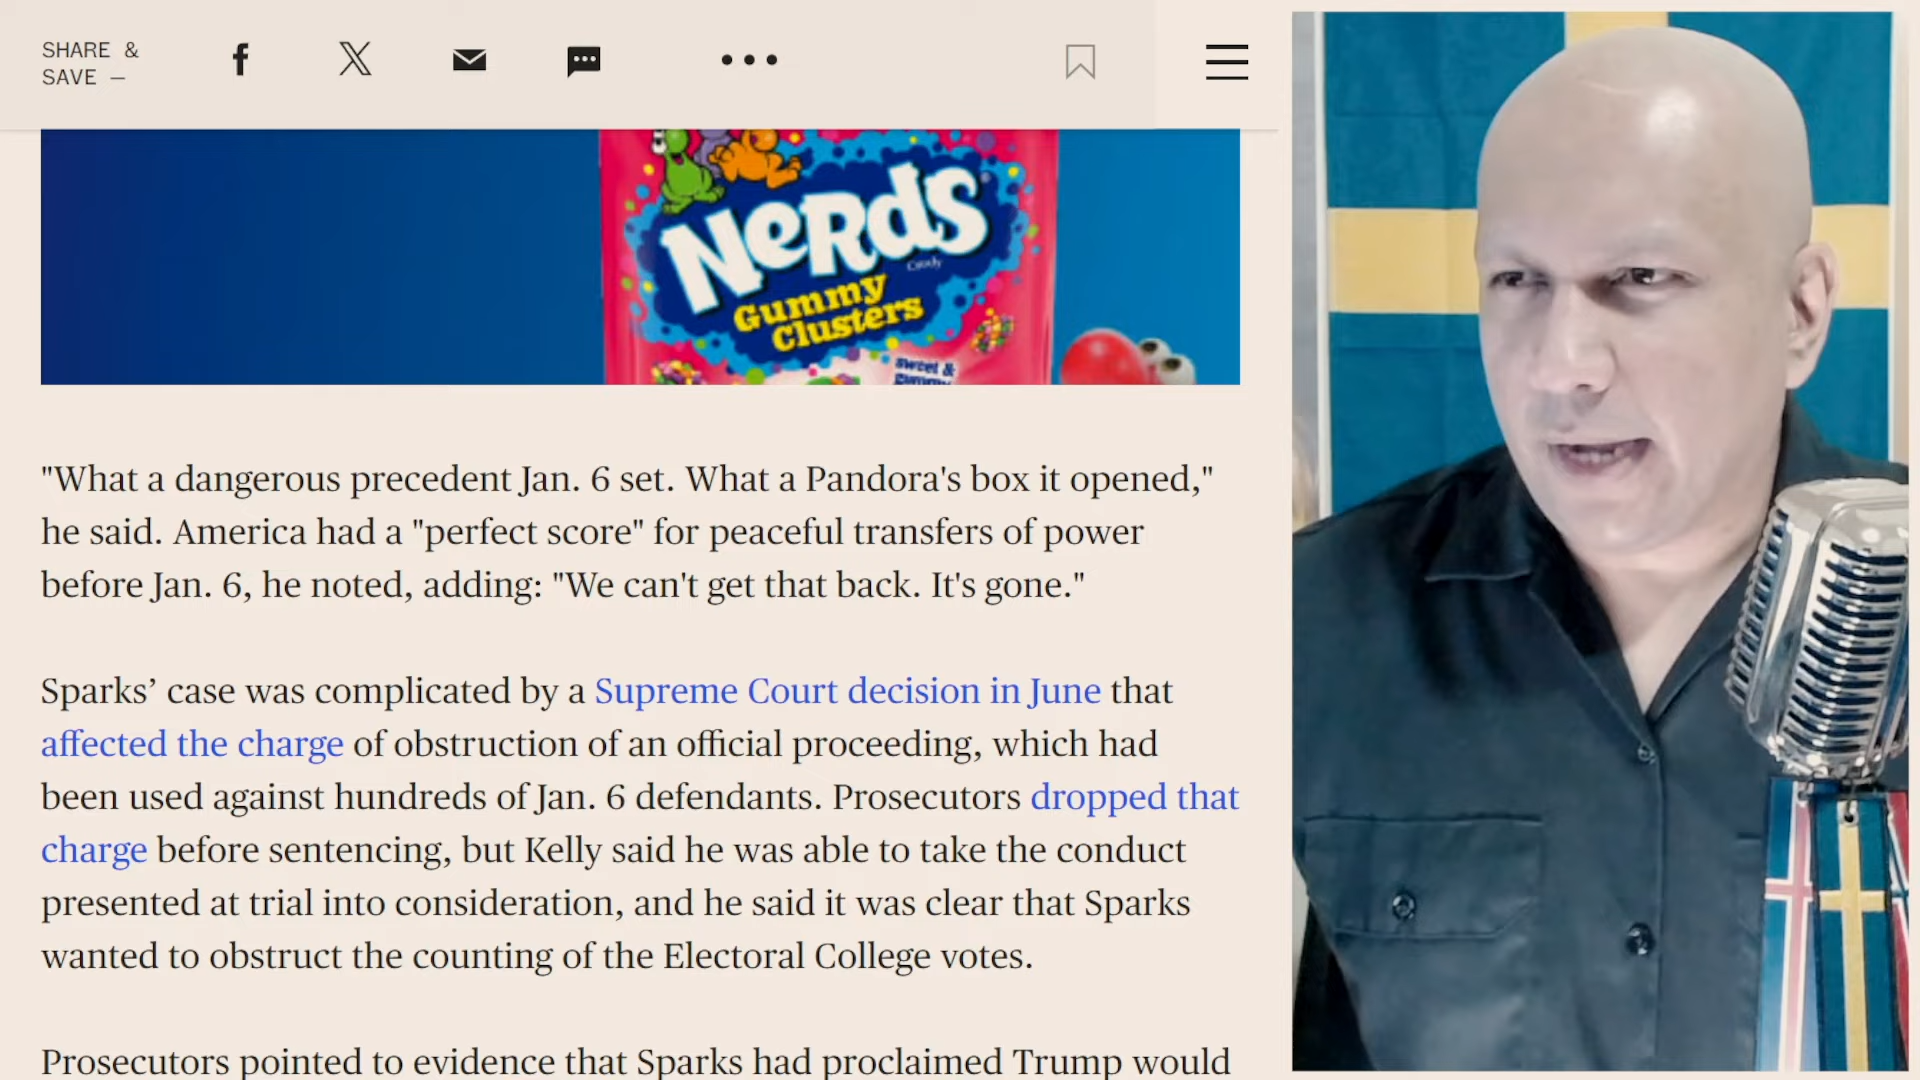 SHARE &
SAVE –
NeRdS
Candy
Gummy
Clusters
sweet &
gummy
"What a dangerous precedent Jan. 6 set. What a Pandora's box it opened,"
he said. America had a "perfect score" for peaceful transfers of power
before Jan. 6, he noted, adding: "We can't get that back. It's gone."
Sparks’ case was complicated by a Supreme Court decision in June that
affected the charge of obstruction of an official proceeding, which had
been used against hundreds of Jan. 6 defendants. Prosecutors dropped that
charge before sentencing, but Kelly said he was able to take the conduct
presented at trial into consideration, and he said it was clear that Sparks
wanted to obstruct the counting of the Electoral College votes.
Prosecutors pointed to evidence that Sparks had proclaimed Trump would